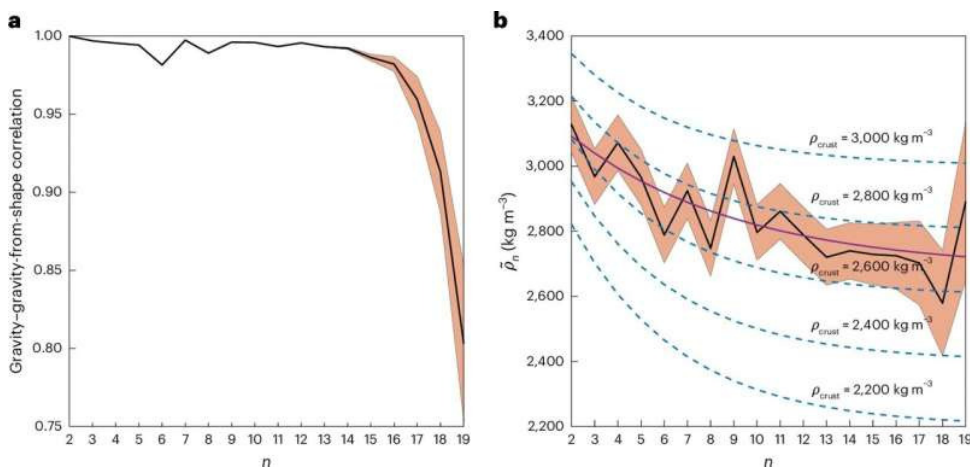 a
Gravity–gravity-from-shape correlation
1.00
0.95
0.90
0.85
0.80
0.75
2 3 4 5 6 7 8 9 10 11 12 13 14 15 16 17 18 19
n
b
ρ̃n (kg m−3)
3,400
3,200
3,000
2,800
2,600
2,400
2,200
ρcrust = 3,000 kg m−3
ρcrust = 2,800 kg m−3
ρcrust = 2,600 kg m−3
ρcrust = 2,400 kg m−3
ρcrust = 2,200 kg m−3
2 3 4 5 6 7 8 9 10 11 12 13 14 15 16 17 18 19
n